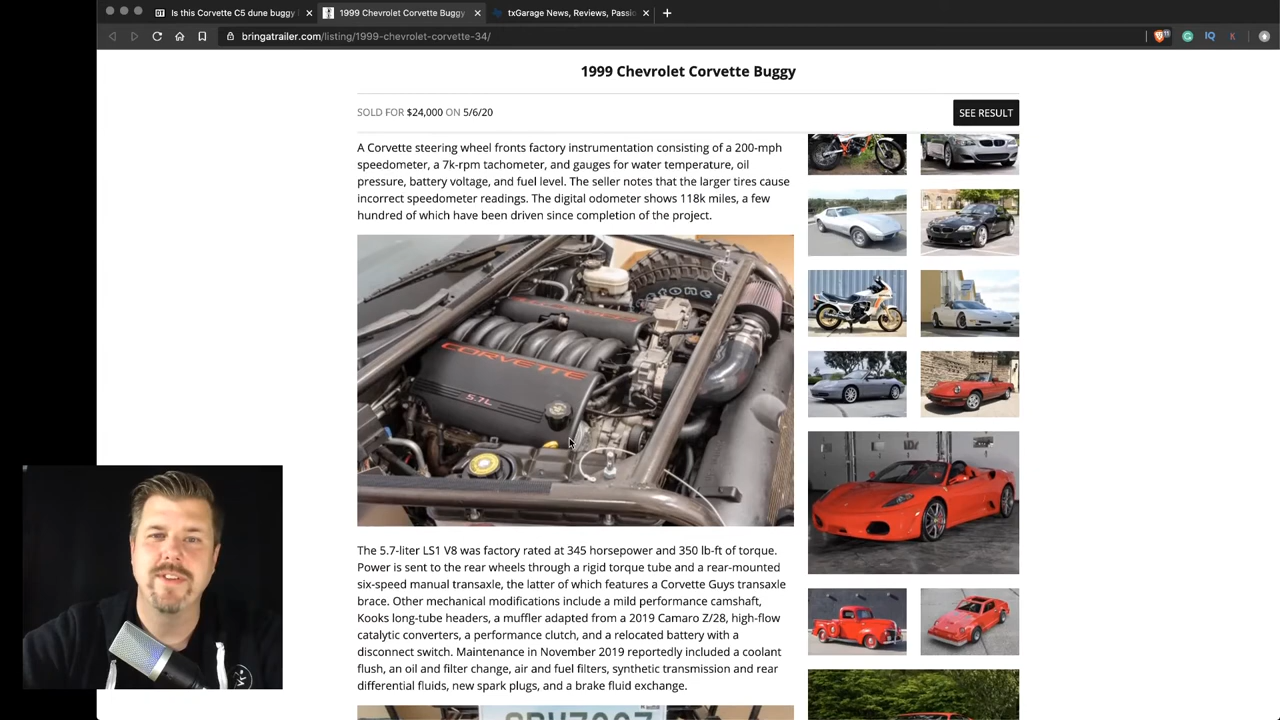 Is this Corvette C5 dune buggy
1999 Chevrolet Corvette Buggy
txGarage News, Reviews, Passio
bringatrailer.com/listing/1999-chevrolet-corvette-34/
11
IQ
K
1999 Chevrolet Corvette Buggy
SOLD FOR $24,000 ON 5/6/20
SEE RESULT
A Corvette steering wheel fronts factory instrumentation consisting of a 200-mph
speedometer, a 7k-rpm tachometer, and gauges for water temperature, oil
pressure, battery voltage, and fuel level. The seller notes that the larger tires cause
incorrect speedometer readings. The digital odometer shows 118k miles, a few
hundred of which have been driven since completion of the project.
CORVETTE
5.7L
The 5.7-liter LS1 V8 was factory rated at 345 horsepower and 350 lb-ft of torque.
Power is sent to the rear wheels through a rigid torque tube and a rear-mounted
six-speed manual transaxle, the latter of which features a Corvette Guys transaxle
brace. Other mechanical modifications include a mild performance camshaft,
Kooks long-tube headers, a muffler adapted from a 2019 Camaro Z/28, high-flow
catalytic converters, a performance clutch, and a relocated battery with a
disconnect switch. Maintenance in November 2019 reportedly included a coolant
flush, an oil and filter change, air and fuel filters, synthetic transmission and rear
differential fluids, new spark plugs, and a brake fluid exchange.